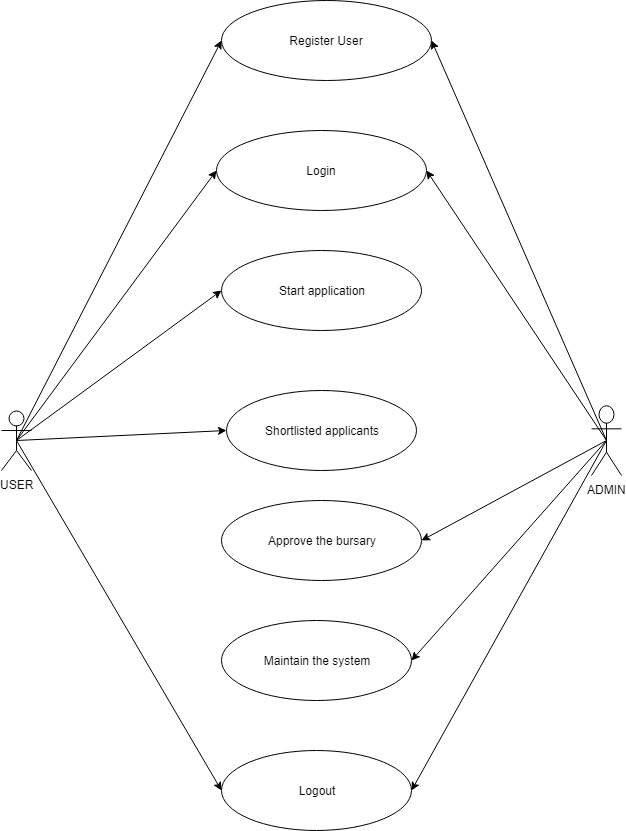 Register User
Login
Start application
Shortlisted applicants
USER
ADMIN
Approve the bursary
Maintain the system
Logout